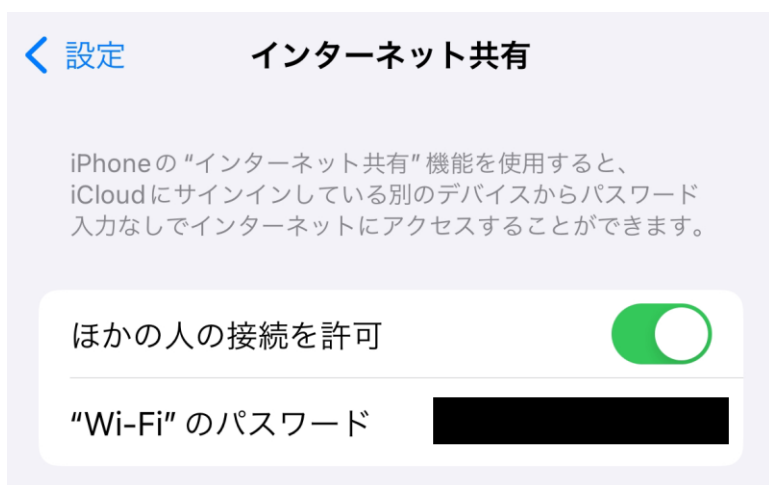 設定
インターネット共有
iPhoneの “インターネット共有” 機能を使用すると、
iCloudにサインインしている別のデバイスからパスワード
入力なしでインターネットにアクセスすることができます。
ほかの人の接続を許可
“Wi-Fi” のパスワード